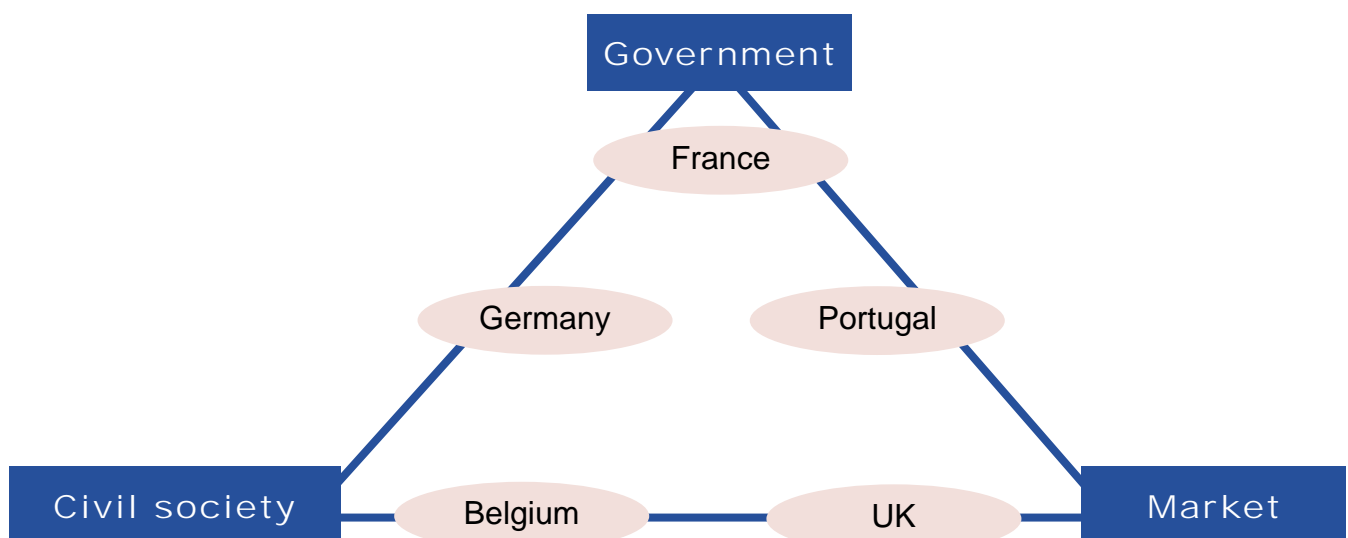 Government
France
Germany
Portugal
Civil society
Belgium
UK
Market